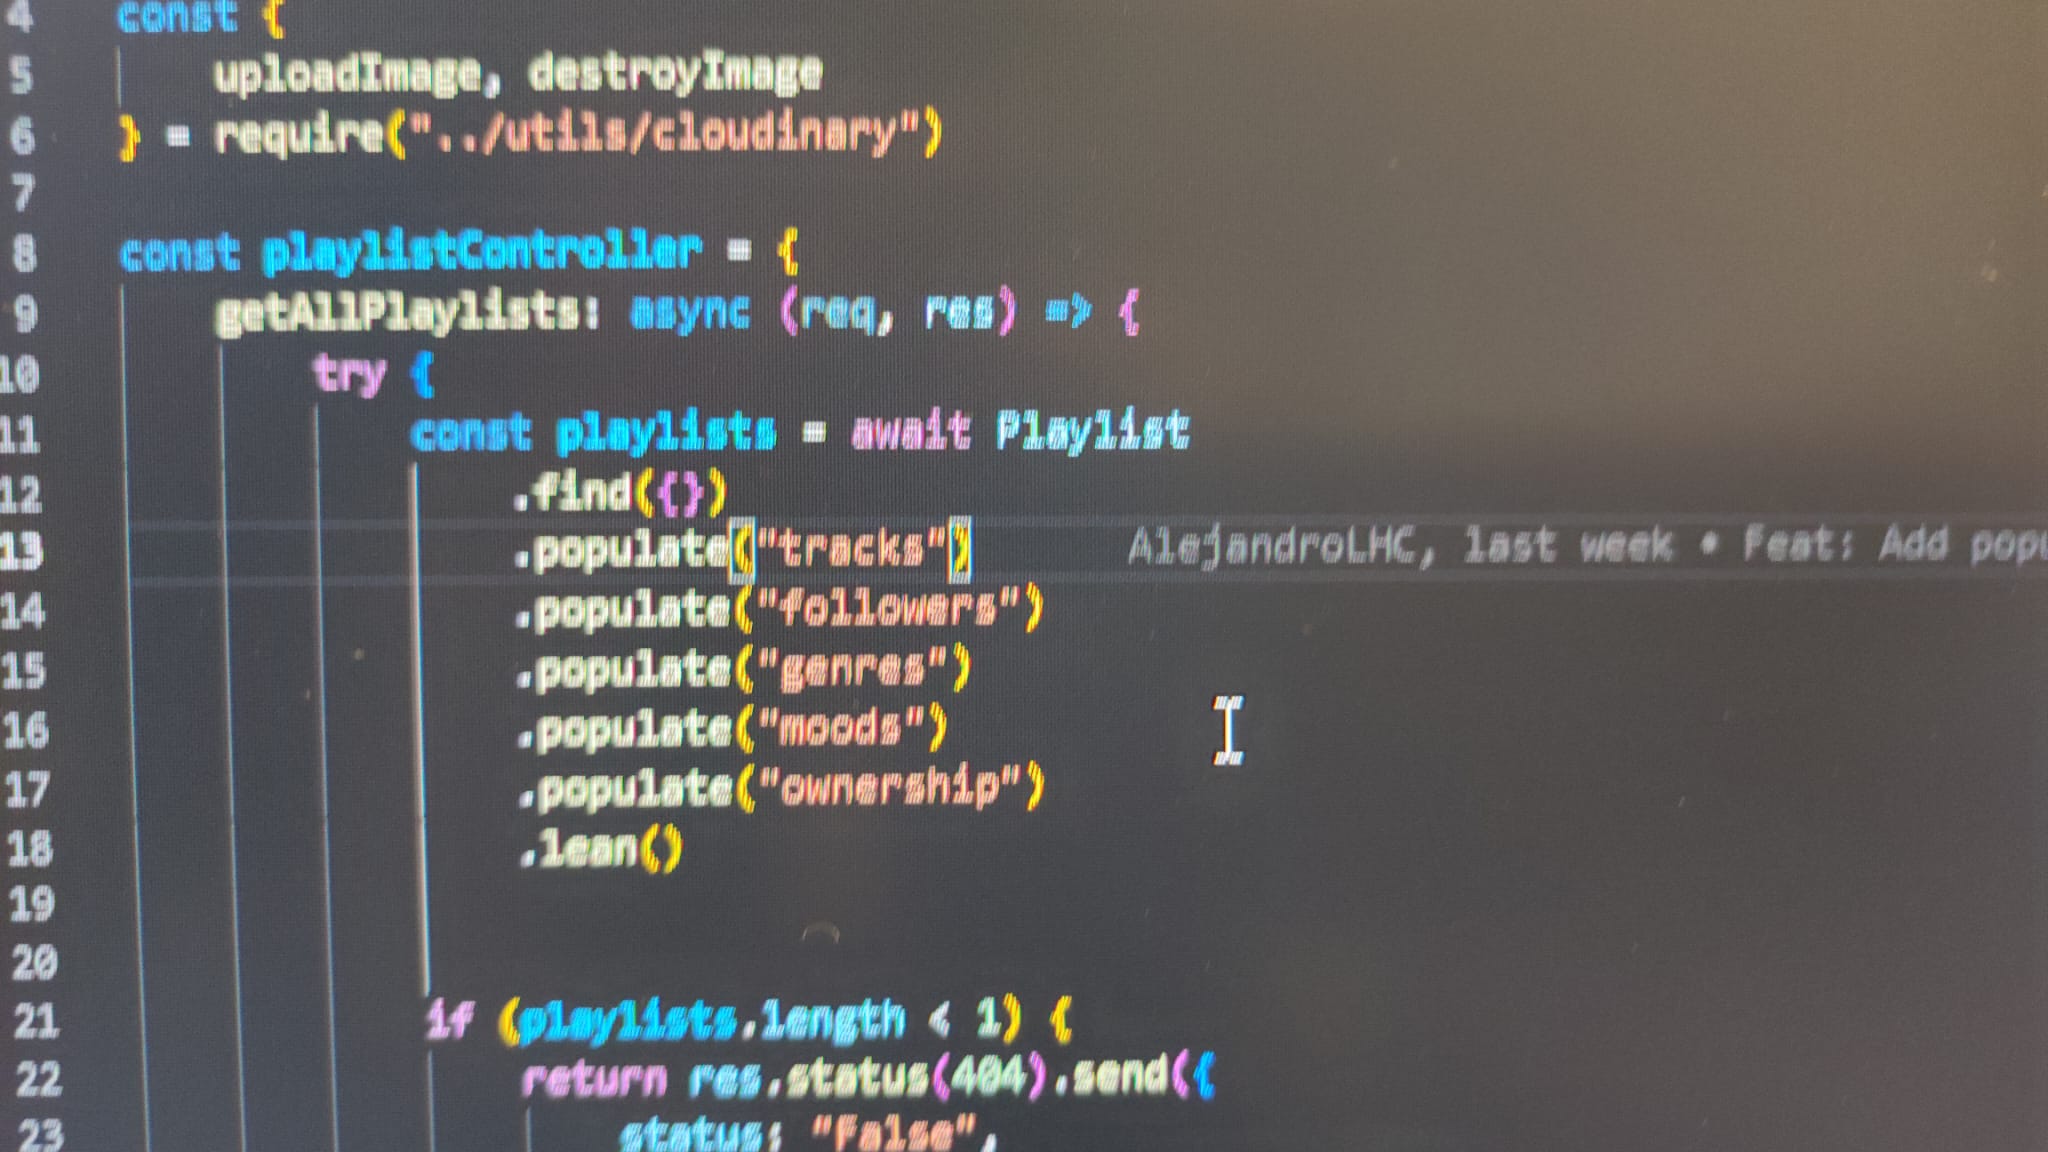 4 const {
5 uploadImage, destroyImage
6 } = require("../utils/cloudinary")
7
8 const playlistController = {
9 getAllPlaylists: async (req, res) => {
10 try {
11 const playlists = await Playlist
12 .find({})
13 .populate("tracks") AlejandroLHC, last week • Feat: Add popu
14 .populate("followers")
15 .populate("genres")
16 .populate("moods")
17 .populate("ownership")
18 .lean()
19
20
21 if (playlists.length < 1) {
22 return res.status(404).send({
23 status: "False",